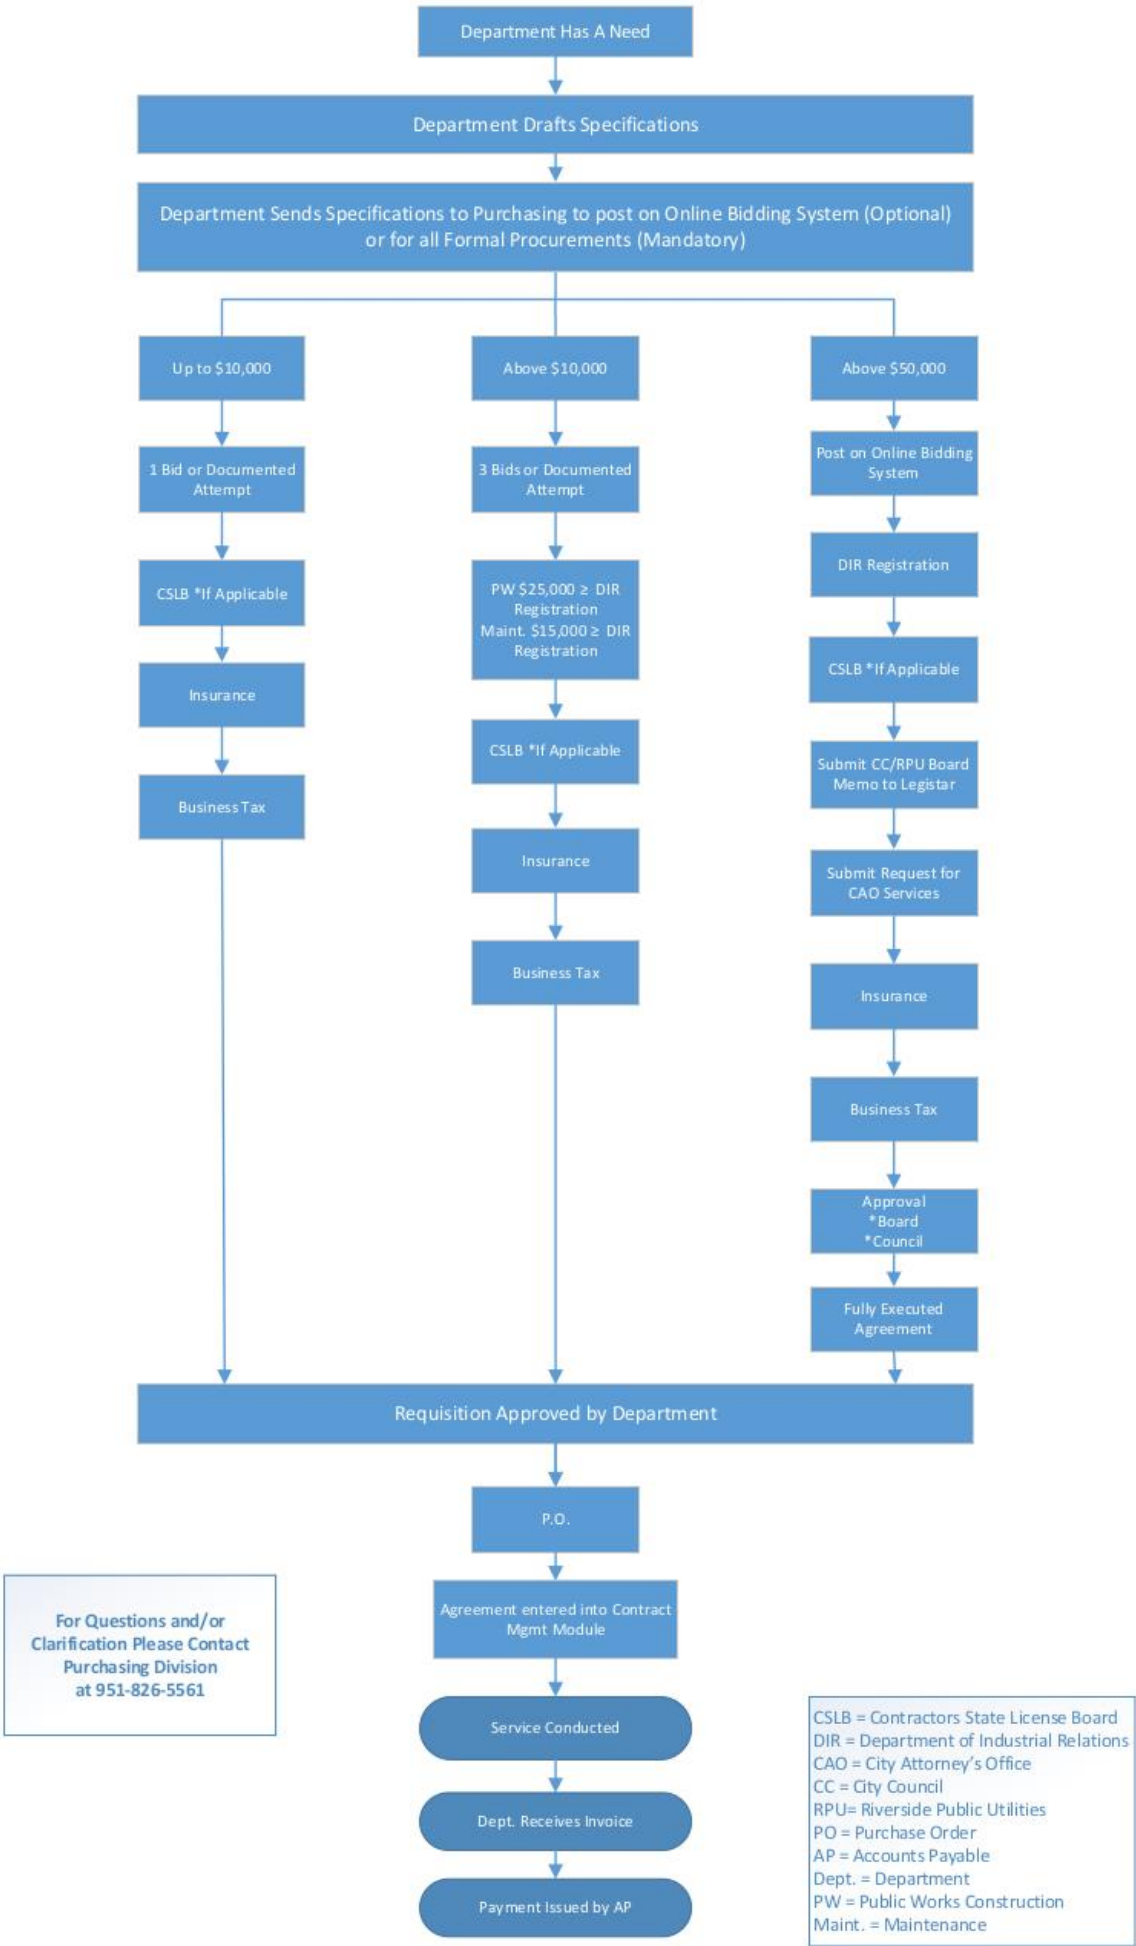 Department Has A Need
Department Drafts Specifications
Department Sends Specifications to Purchasing to post on Online Bidding System (Optional)
or for all Formal Procurements (Mandatory)
Up to $10,000
1 Bid or Documented
Attempt
CSLB *If Applicable
Insurance
Business Tax
Above $10,000
3 Bids or Documented
Attempt
PW $25,000 ≥ DIR
Registration
Maint. $15,000 ≥ DIR
Registration
CSLB *If Applicable
Insurance
Business Tax
Above $50,000
Post on Online Bidding
System
DIR Registration
CSLB *If Applicable
Submit CC/RPU Board
Memo to Legistar
Submit Request for
CAO Services
Insurance
Business Tax
Approval
*Board
*Council
Fully Executed
Agreement
Requisition Approved by Department
P.O.
Agreement entered into Contract
Mgmt Module
Service Conducted
Dept. Receives Invoice
Payment Issued by AP
For Questions and/or
Clarification Please Contact
Purchasing Division
at 951-826-5561
CSLB = Contractors State License Board
DIR = Department of Industrial Relations
CAO = City Attorney's Office
CC = City Council
RPU= Riverside Public Utilities
PO = Purchase Order
AP = Accounts Payable
Dept. = Department
PW = Public Works Construction
Maint. = Maintenance